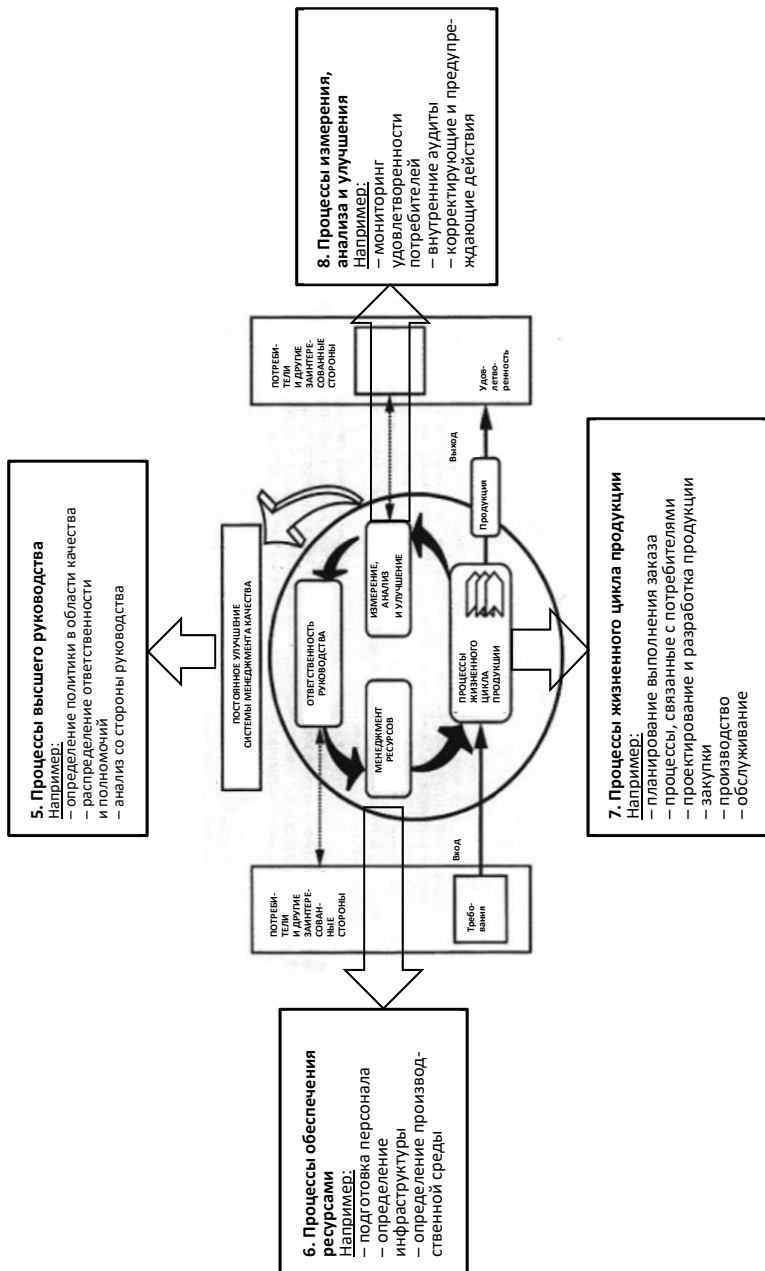 5. Процессы высшего руководства
Например:
– определение политики в области качества
– распределение ответственности
и полномочий
– анализ со стороны руководства
6. Процессы обеспечения
ресурсами
Например:
– подготовка персонала
– определение
инфраструктуры
– определение производ-
ственной среды
ПОТРЕБИ-
ТЕЛИ
И ДРУГИЕ
ЗАИНТЕРЕ-
СОВАН-
НЫЕ
СТОРОНЫ
Требо-
вания
Вход
ПОСТОЯННОЕ УЛУЧШЕНИЕ
СИСТЕМЫ МЕНЕДЖМЕНТА КАЧЕСТВА
ОТВЕТСТВЕННОСТЬ
РУКОВОДСТВА
МЕНЕДЖМЕНТ
РЕСУРСОВ
ИЗМЕРЕНИЕ,
АНАЛИЗ
И УЛУЧШЕНИЕ
ПРОЦЕССЫ
ЖИЗНЕННОГО
ЦИКЛА
ПРОДУКЦИИ
Продукция
Выход
ПОТРЕБИ-
ТЕЛИ
И ДРУГИЕ
ЗАИНТЕРЕ-
СОВАННЫЕ
СТОРОНЫ
Удов-
летво-
ренность
8. Процессы измерения,
анализа и улучшения
Например:
– мониторинг
удовлетворенности
потребителей
– внутренние аудиты
– корректирующие и предупре-
ждающие действия
7. Процессы жизненного цикла продукции
Например:
– планирование выполнения заказа
– процессы, связанные с потребителями
– проектирование и разработка продукции
– закупки
– производство
– обслуживание